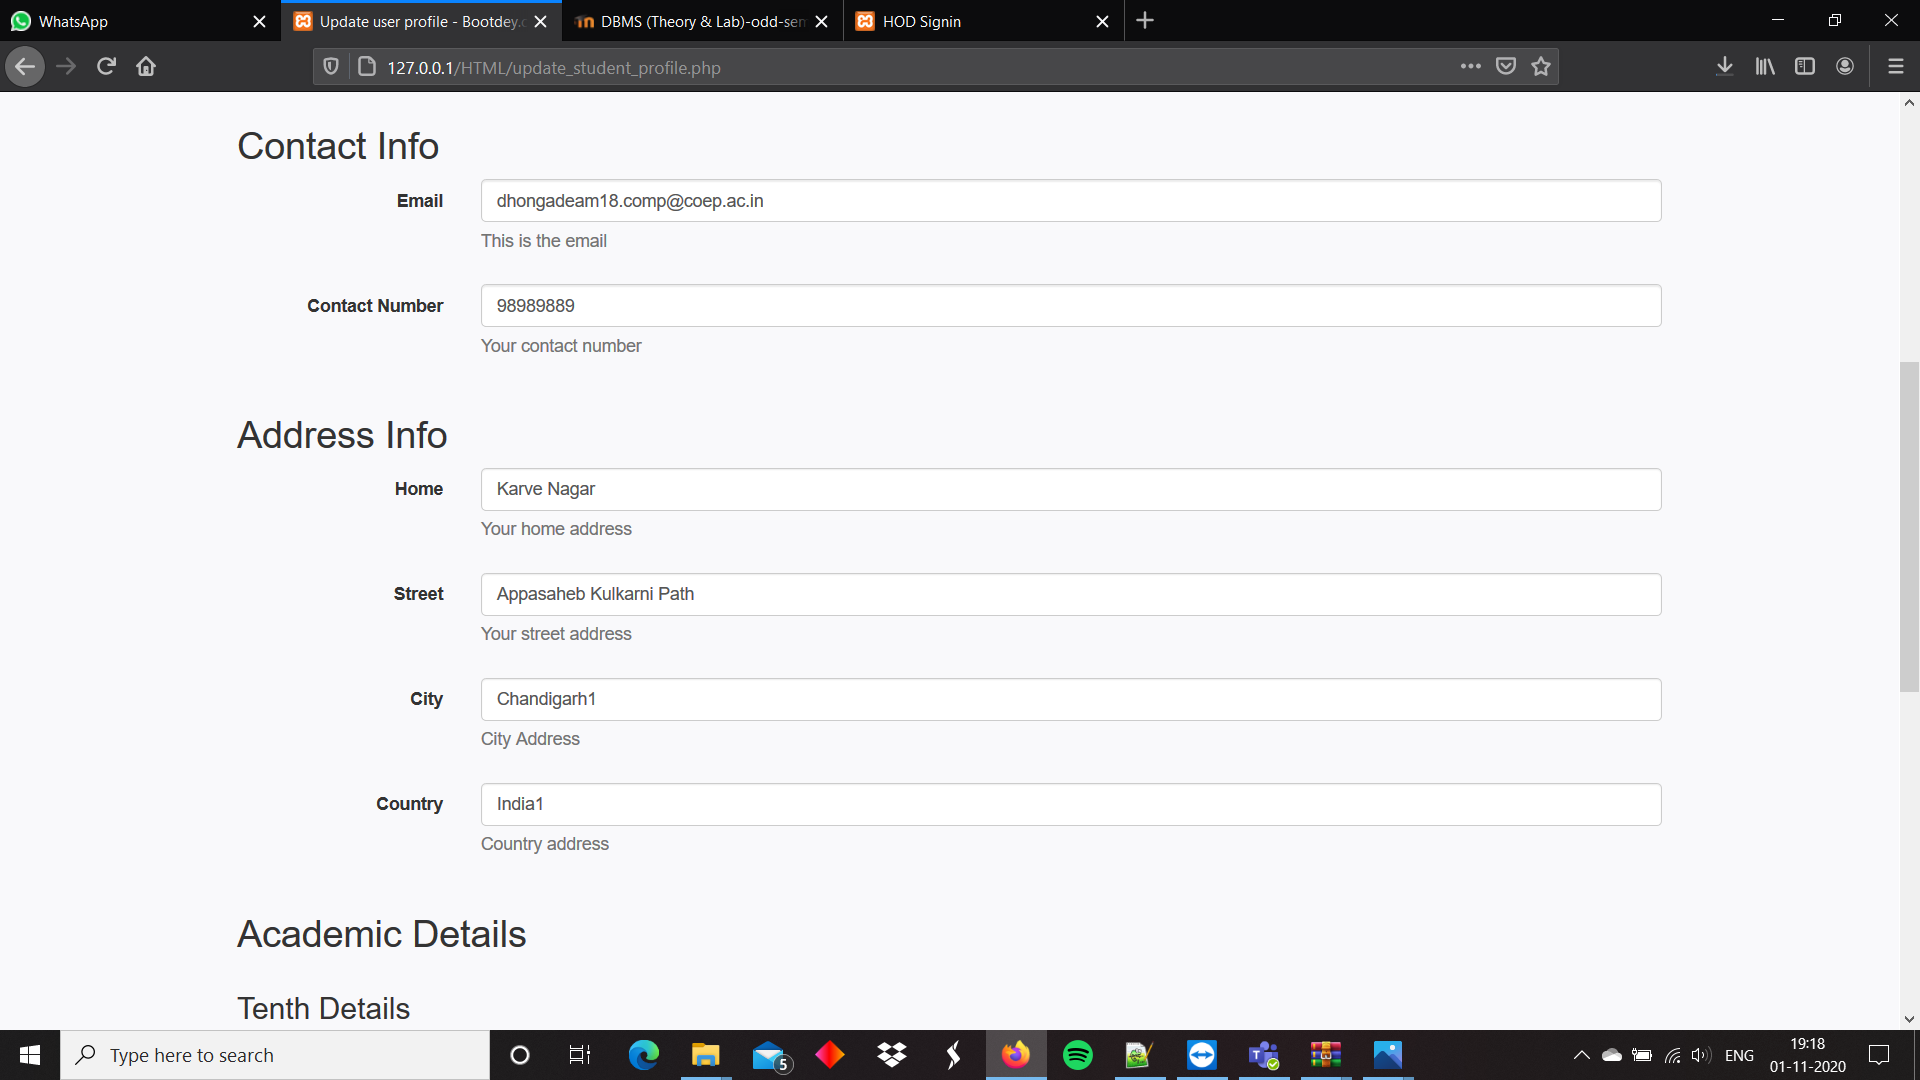 WhatsApp
Update user profile - Bootdey.c
DBMS (Theory & Lab)-odd-sem
HOD Signin
127.0.0.1/HTML/update_student_profile.php
Contact Info
Email
dhongadeam18.comp@coep.ac.in
This is the email
Contact Number
98989889
Your contact number
Address Info
Home
Karve Nagar
Your home address
Street
Appasaheb Kulkarni Path
Your street address
City
Chandigarh1
City Address
Country
India1
Country address
Academic Details
Tenth Details
Type here to search
5
ENG
19:18
01-11-2020